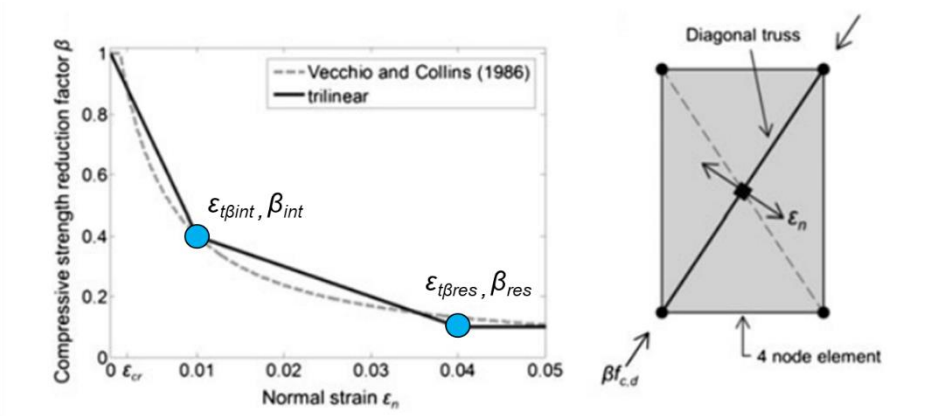 Compressive strength reduction factor β
1
0.8
0.6
0.4
0.2
0
Vecchio and Collins (1986)
trilinear
εtβint , βint
εtβres , βres
0 εcr 0.01 0.02 0.03 0.04 0.05
Normal strain εn
Diagonal truss
εn
4 node element
βfc,d